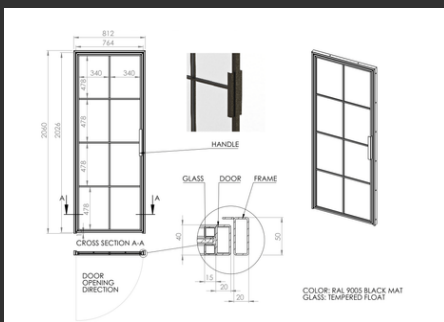 812
764
340
340
478
478
478
478
2060
2026
HANDLE
A
A
GLASS
DOOR
FRAME
CROSS SECTION A-A
40
50
15
20
20
DOOR
OPENING
DIRECTION
COLOR: RAL 9005 BLACK MAT
GLASS: TEMPERED FLOAT